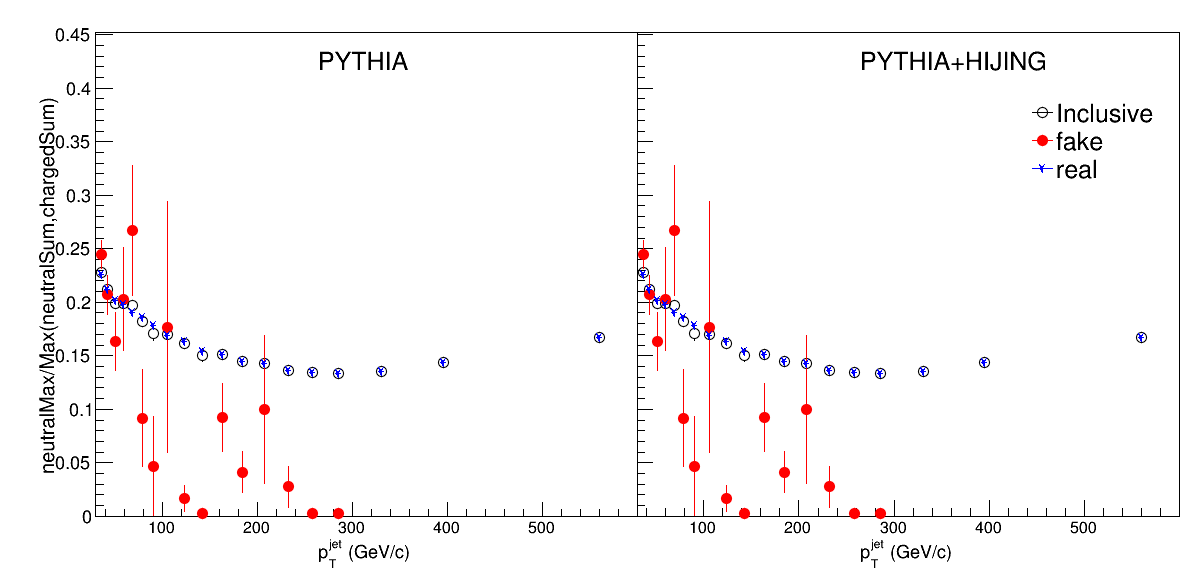 PYTHIA
PYTHIA+HIJING
Inclusive
fake
real
neutralMax/Max(neutralSum,chargedSum)
0.45
0.4
0.35
0.3
0.25
0.2
0.15
0.1
0.05
0
100 200 300 400 500
100 200 300 400 500
p_T^jet (GeV/c)
p_T^jet (GeV/c)